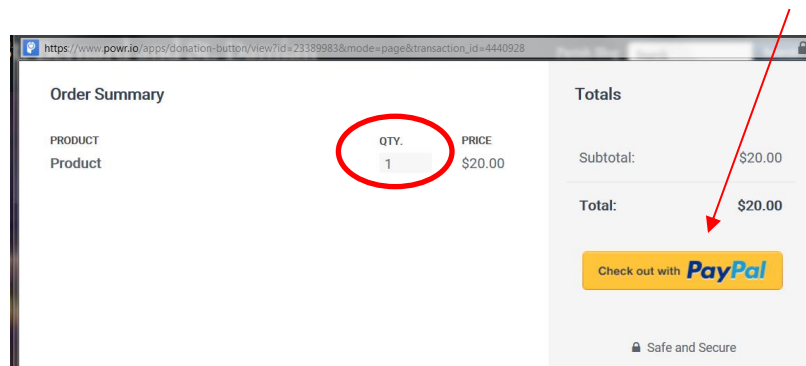 https://www.powr.io/apps/donation-button/view?id=23389983&mode=page&transaction_id=4440928
Order Summary
PRODUCT QTY. PRICE
Product 1 $20.00
Totals
Subtotal: $20.00
Total: $20.00
Check out with PayPal
Safe and Secure